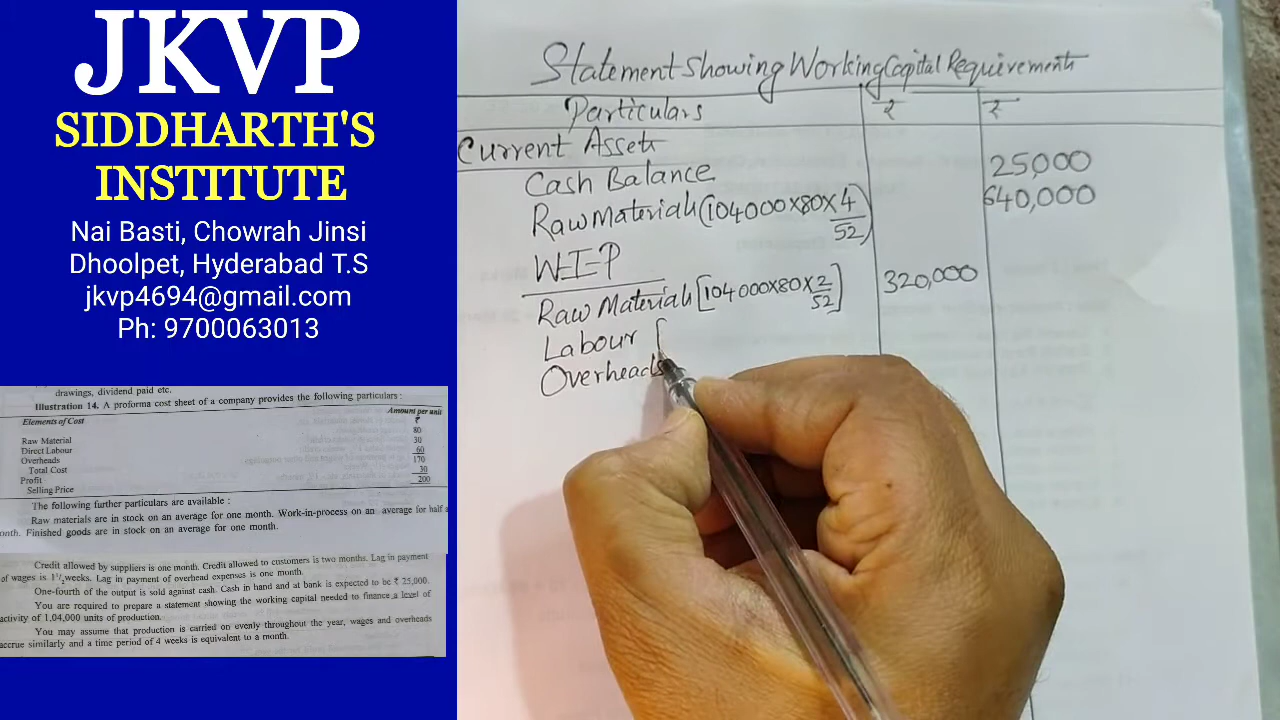 JKVP
SIDDHARTH'S
INSTITUTE
Nai Basti, Chowrah Jinsi
Dhoolpet, Hyderabad T.S
jkvp4694@gmail.com
Ph: 9700063013
drawings, dividend paid etc.
Illustration 14. A proforma cost sheet of a company provides the following particulars :
Elements of Cost Amount per unit
₹
Raw Material 80
Direct Labour 30
Overheads 60
Total Cost 170
Profit 30
Selling Price 200
The following further particulars are available :
Raw materials are in stock on an average for one month. Work-in-process on an average for half a
onth. Finished goods are in stock on an average for one month.
Credit allowed by suppliers is one month. Credit allowed to customers is two months. Lag in payment
of wages is 1½ weeks. Lag in payment of overhead expenses is one month.
One-fourth of the output is sold against cash. Cash in hand and at bank is expected to be ₹ 25,000.
You are required to prepare a statement showing the working capital needed to finance a level of
activity of 1,04,000 units of production.
You may assume that production is carried on evenly throughout the year, wages and overheads
accrue similarly and a time period of 4 weeks is equivalent to a month.
Statement Showing Working Capital Requirements
Particulars ₹ ₹
Current Assets
Cash Balance 25,000
Raw Materials (104000×80×4/52) 640,000
W-I-P
Raw Materials [104000×80×2/52] 320,000
Labour [
Overheads